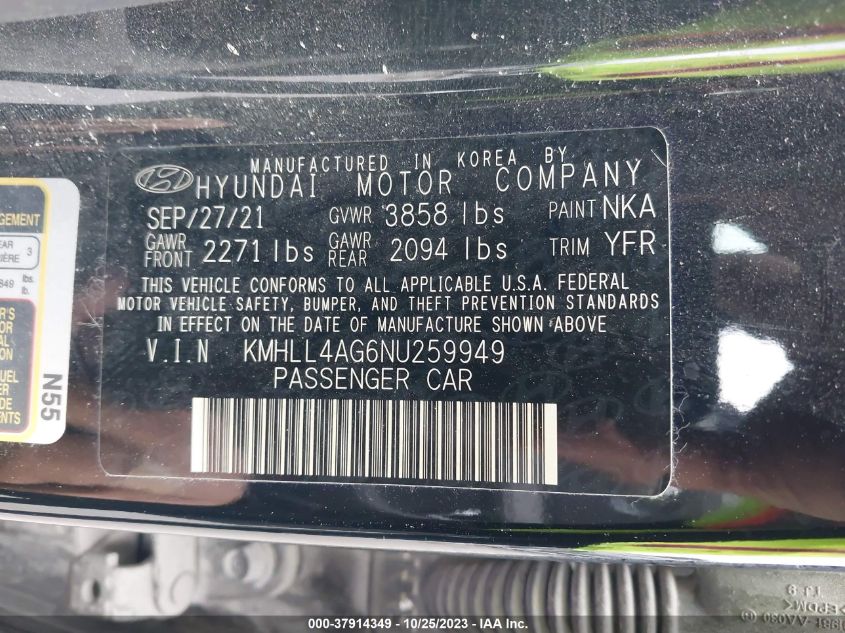 MANUFACTURED IN KOREA BY
HYUNDAI MOTOR COMPANY
SEP/27/21 GVWR 3858 lbs PAINT NKA
GAWR FRONT 2271 lbs GAWR REAR 2094 lbs TRIM YFR
THIS VEHICLE CONFORMS TO ALL APPLICABLE U.S.A. FEDERAL
MOTOR VEHICLE SAFETY, BUMPER, AND THEFT PREVENTION STANDARDS
IN EFFECT ON THE DATE OF MANUFACTURE SHOWN ABOVE
V.I.N KMHLL4AG6NU259949
PASSENGER CAR
3
lbs.
lb.
N55
000-37914349 - 10/25/2023 - IAA Inc.